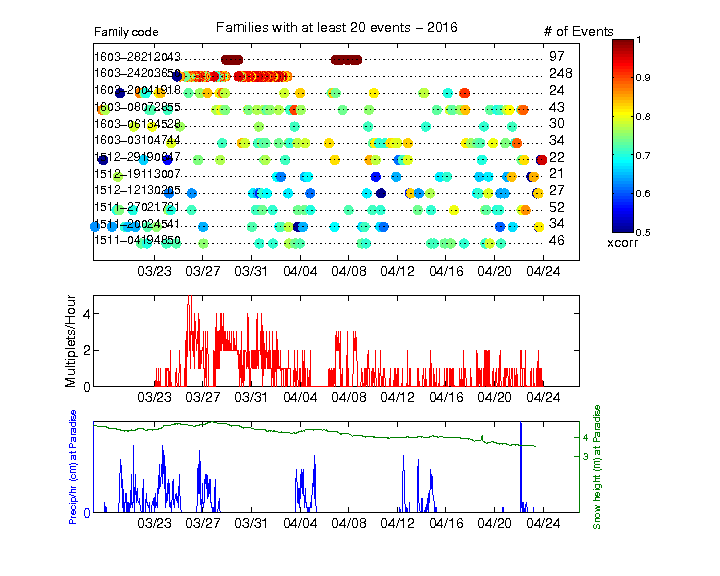 Families with at least 20 events − 2016
Family code
# of Events
1603−28212043 97
1603−24203656 248
1603−20041918 24
1603−08072855 43
1603−06134528 30
1603−03104744 34
1512−29190647 22
1512−19113007 21
1512−12130205 27
1511−27021721 52
1511−20024541 34
1511−04194850 46
03/23 03/27 03/31 04/04 04/08 04/12 04/16 04/20 04/24
1
0.9
0.8
0.7
0.6
0.5
xcorr
Multiplets/Hour
4
2
0
03/23 03/27 03/31 04/04 04/08 04/12 04/16 04/20 04/24
Precip/hr (cm) at Paradise
0
4
3
Snow height (m) at Paradise
03/23 03/27 03/31 04/04 04/08 04/12 04/16 04/20 04/24